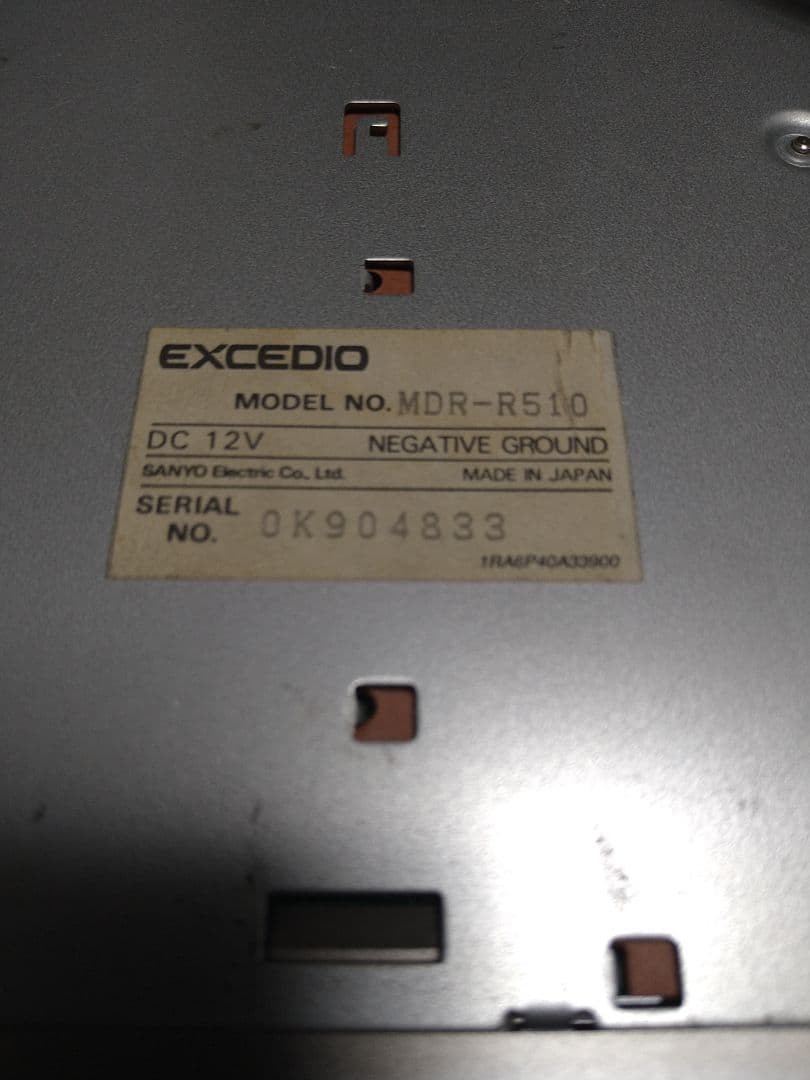 EXCEDIO
MODEL NO. MDR-R510
DC 12V NEGATIVE GROUND
SANYO Electric Co., Ltd. MADE IN JAPAN
SERIAL NO. 0K904833
1RA6P40A33900